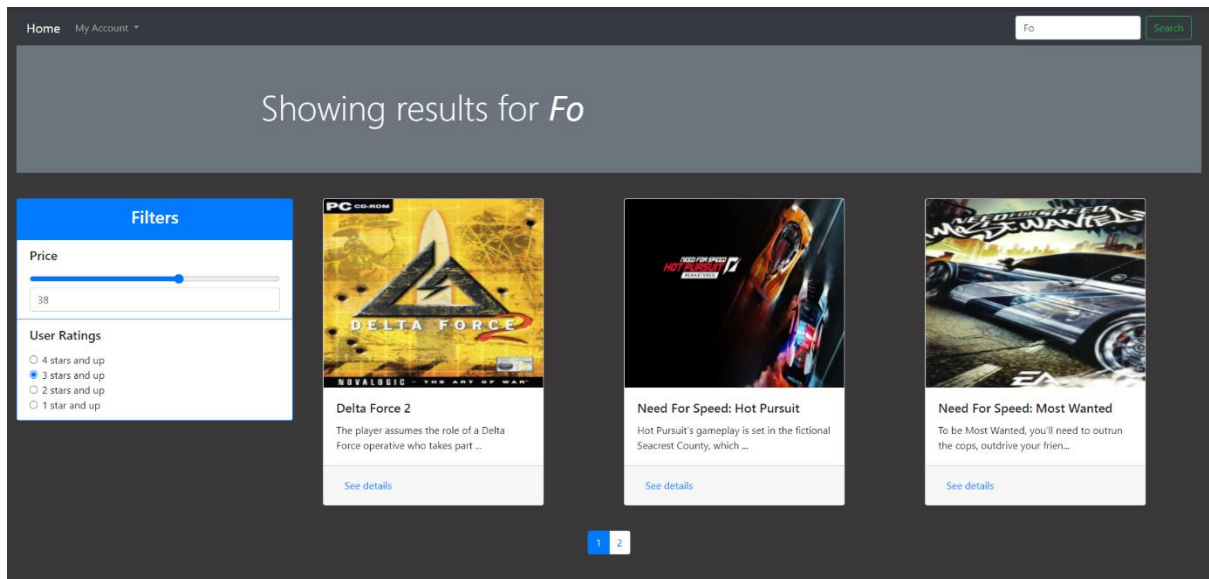 Home My Account Fo Search
Showing results for Fo
Filters
Price
38
User Ratings
4 stars and up
3 stars and up
2 stars and up
1 star and up
PC CD-ROM
DELTA FORCE 2
NOVALOGIC - THE ART OF WAR
Delta Force 2
The player assumes the role of a Delta
Force operative who takes part ...
See details
NEED FOR SPEED
HOT PURSUIT
REMASTERED
Need For Speed: Hot Pursuit
Hot Pursuit's gameplay is set in the fictional
Seacrest County, which ...
See details
NEED FOR SPEED
MOST WANTED
EA
Need For Speed: Most Wanted
To be Most Wanted, you'll need to outrun
the cops, outdrive your frien...
See details
1 2